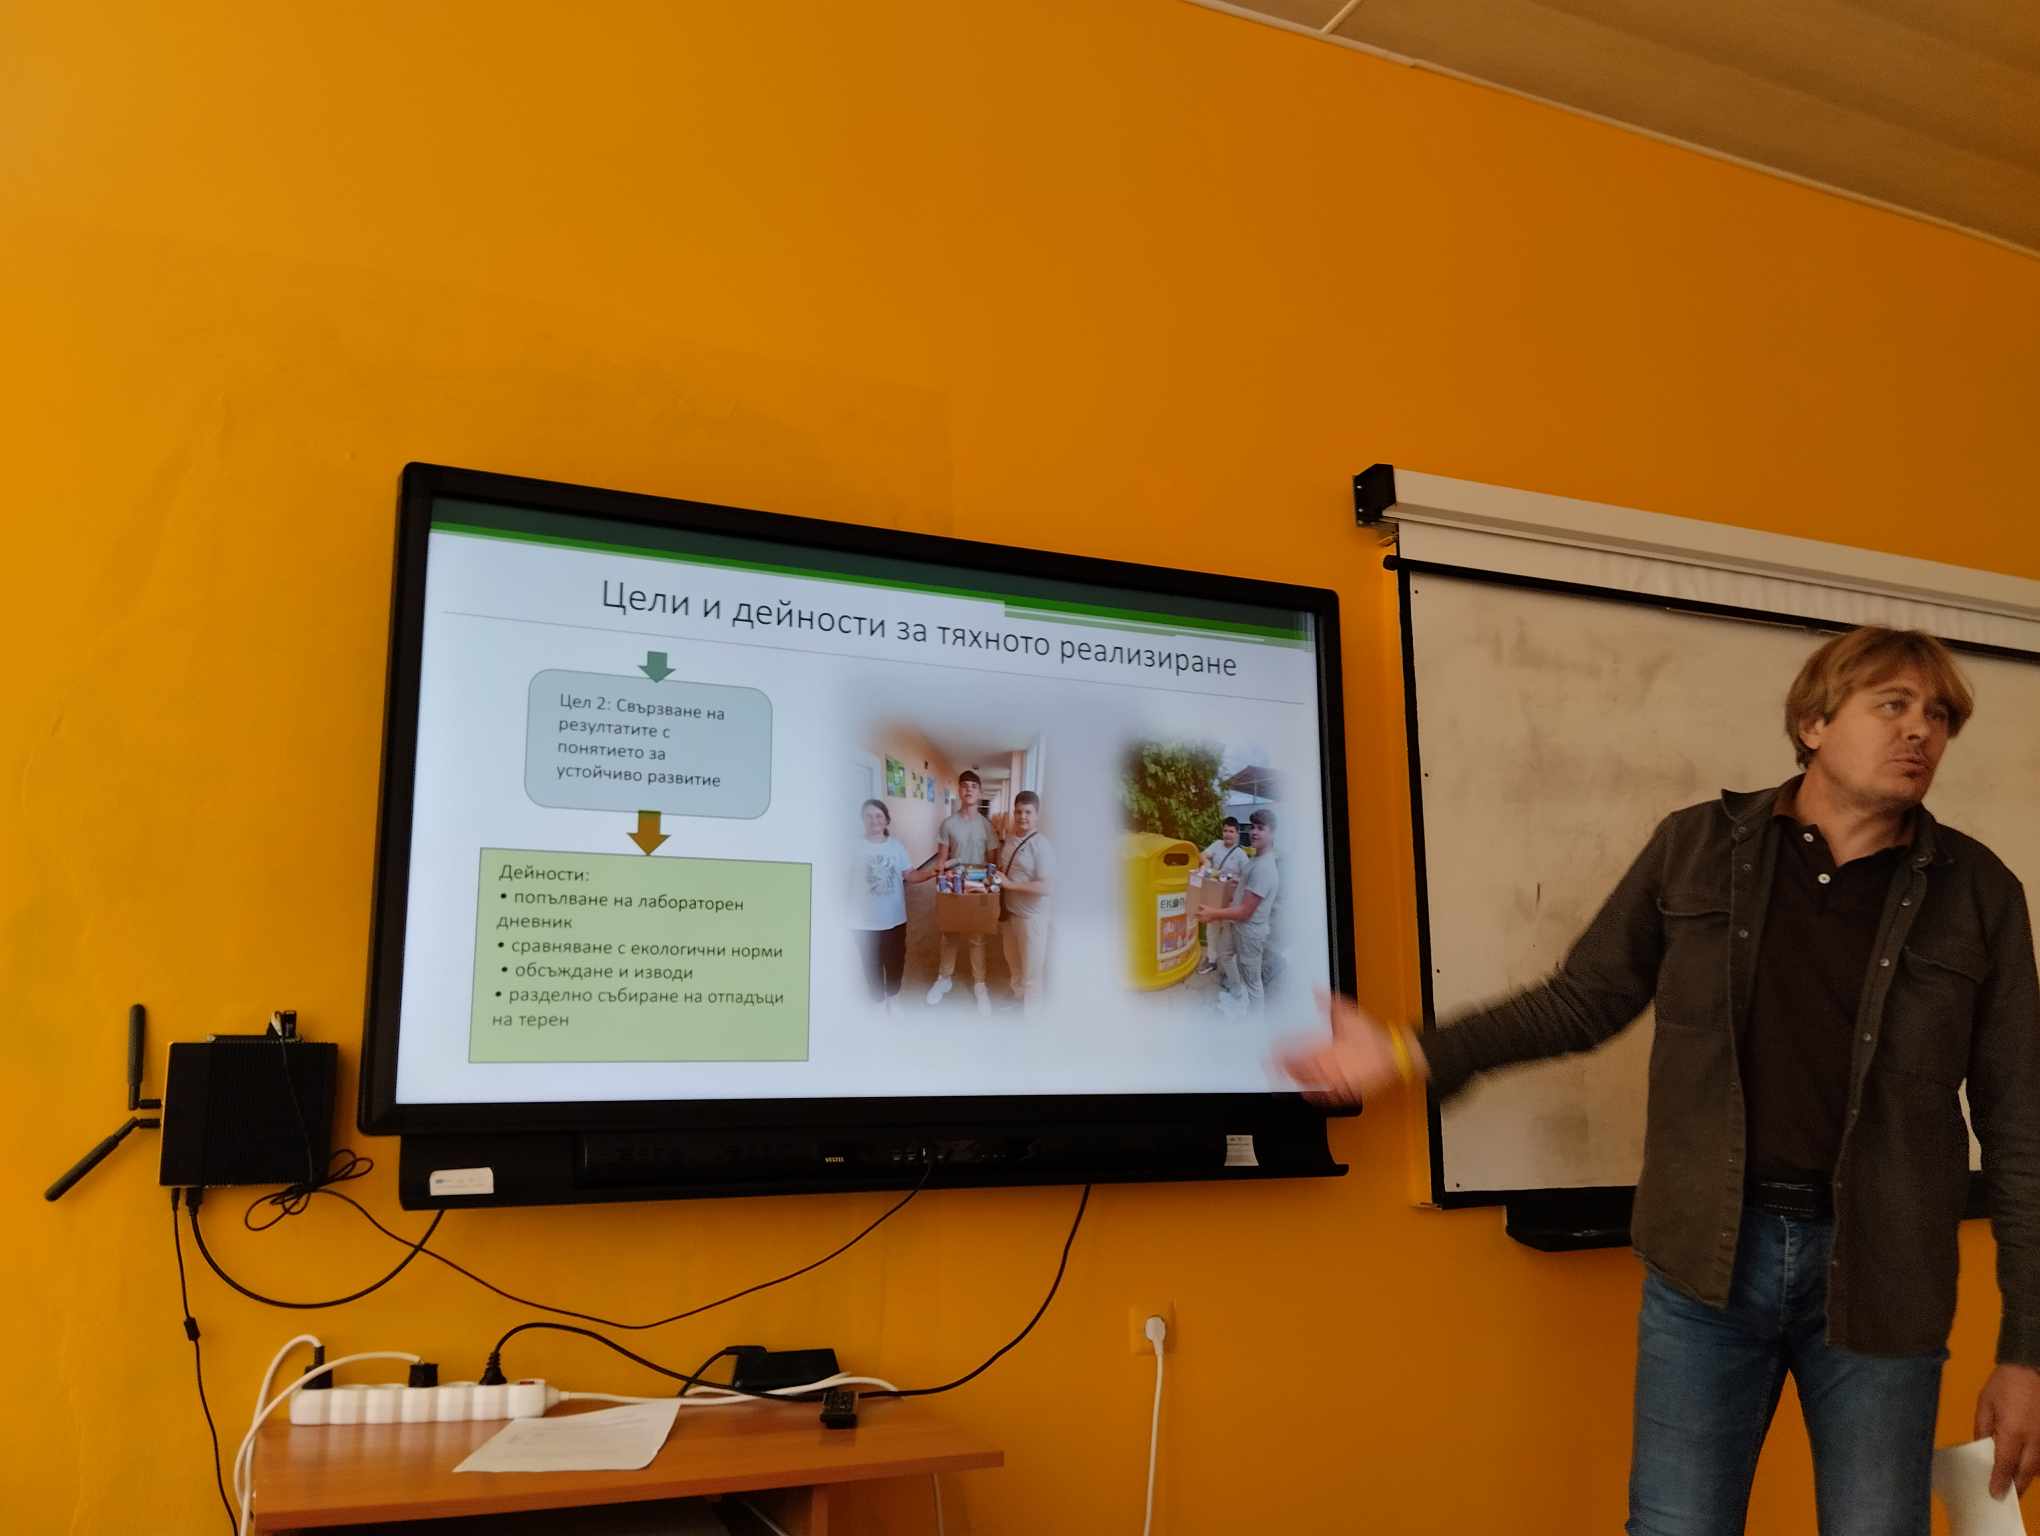 Цели и дейности за тяхното реализиране
Цел 2: Свързване на
резултатите с
понятието за
устойчиво развитие
Дейности:
• попълване на лабораторен
дневник
• сравняване с екологични норми
• обсъждане и изводи
• разделно събиране на отпадъци
на терен
VESTEL